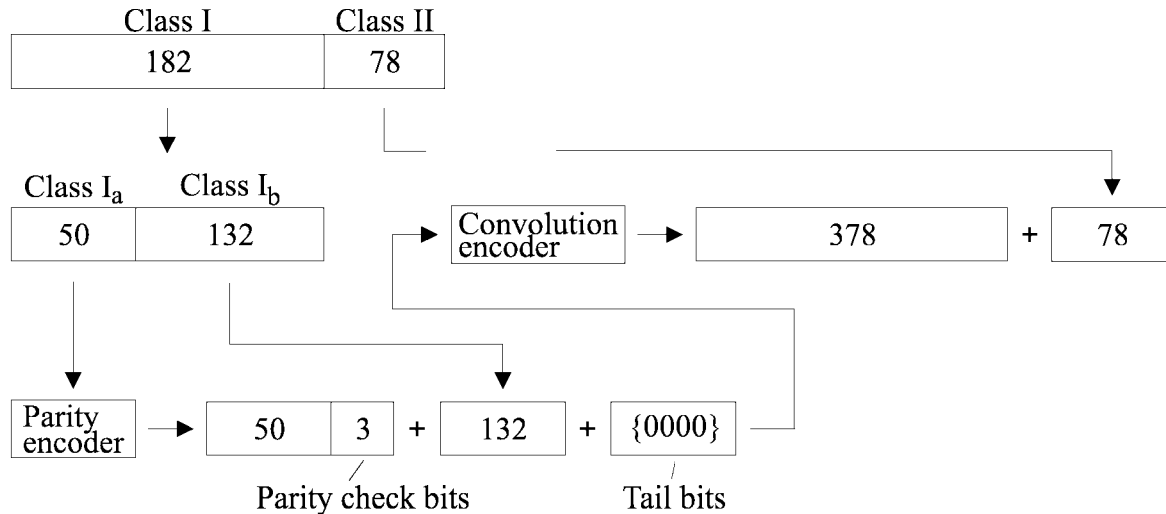 Class I Class II
182 78
Class Ia Class Ib
50 132
Convolution
encoder
378 + 78
Parity
encoder
50 3 + 132 + {0000}
Parity check bits Tail bits